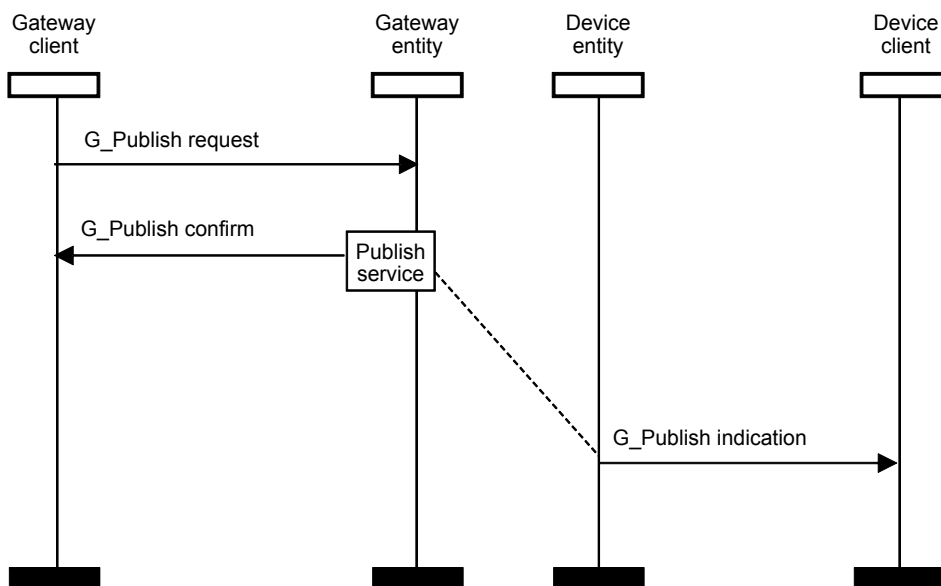 Gateway
client
Gateway
entity
Device
entity
Device
client
G_Publish request
G_Publish confirm
Publish
service
G_Publish indication